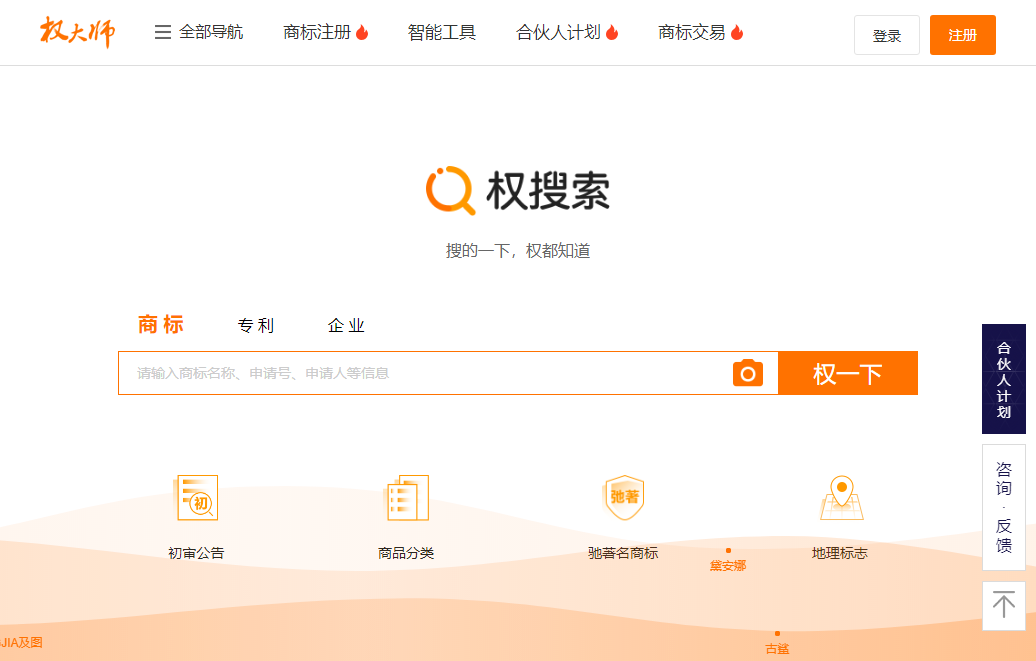 权大师
全部导航 商标注册 智能工具 合伙人计划 商标交易 登录 注册
权搜索
搜的一下，权都知道
商标 专利 企业
请输入商标名称、申请号、申请人等信息 权一下
合伙人计划
咨询·反馈
初
弛著
初审公告 商品分类 驰著名商标 地理标志
黛安娜
JIA及图
古鲨